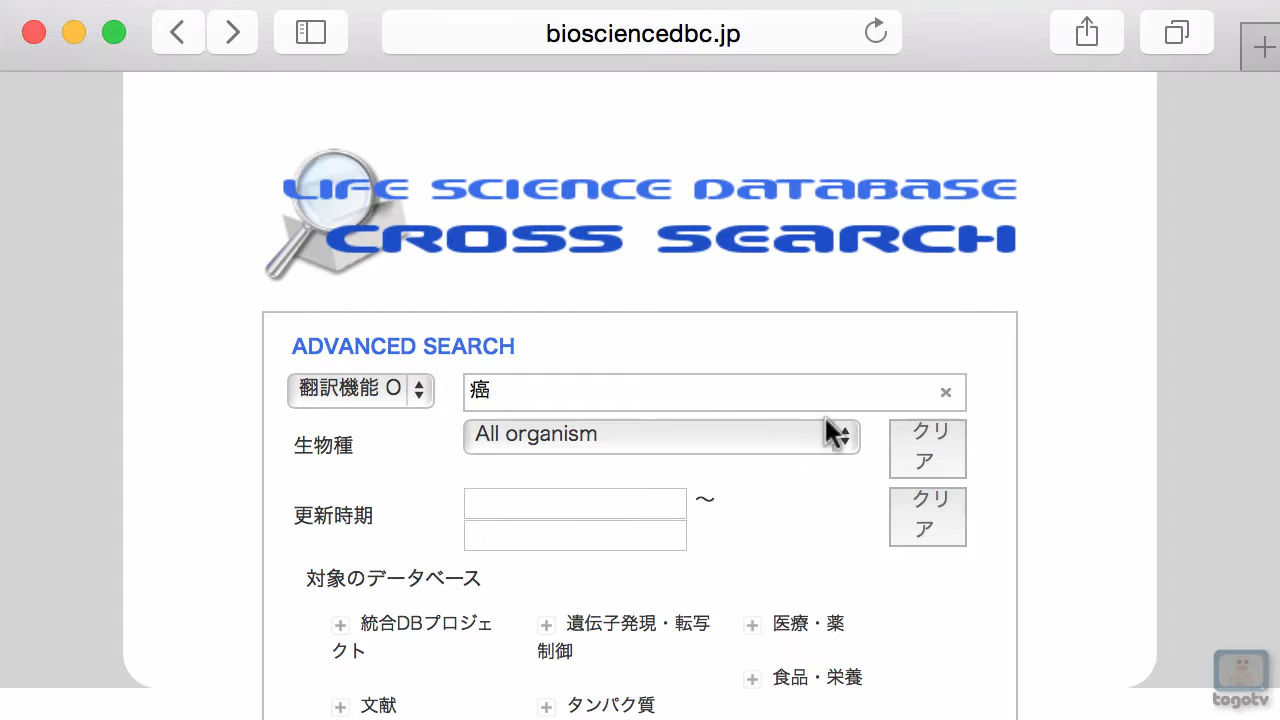 biosciencedbc.jp
LIFE SCIENCE DATABASE
CROSS SEARCH
ADVANCED SEARCH
翻訳機能 O
癌
生物種
All organism
クリ
ア
更新時期
～
クリ
ア
対象のデータベース
統合DBプロジェ
クト
遺伝子発現・転写
制御
医療・薬
食品・栄養
文献
タンパク質
togotv